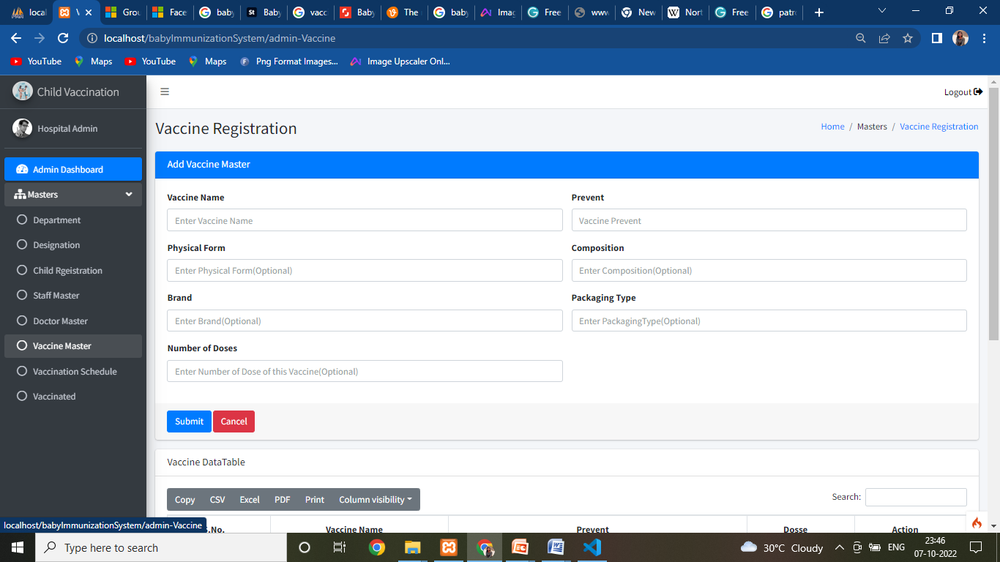 local
V
Grou
Face
baby
Baby
vacc
Baby
The
baby
Imag
Free
www
New
Nort
Free
patro
localhost/babyImmunizationSystem/admin-Vaccine
YouTube Maps YouTube Maps Png Format Images... Image Upscaler Onl...
Child Vaccination
Logout
Hospital Admin
Vaccine Registration
Home / Masters / Vaccine Registration
Admin Dashboard
Masters
Department
Designation
Child Rgeistration
Staff Master
Doctor Master
Vaccine Master
Vaccination Schedule
Vaccinated
Add Vaccine Master
Vaccine Name
Enter Vaccine Name
Prevent
Vaccine Prevent
Physical Form
Enter Physical Form(Optional)
Composition
Enter Composition(Optional)
Brand
Enter Brand(Optional)
Packaging Type
Enter PackagingType(Optional)
Number of Doses
Enter Number of Dose of this Vaccine(Optional)
Submit Cancel
Vaccine DataTable
Copy CSV Excel PDF Print Column visibility
Search:
S.No. Vaccine Name Prevent Dosse Action
localhost/babyImmunizationSystem/admin-Vaccine
Type here to search
30°C Cloudy
ENG
23:46
07-10-2022